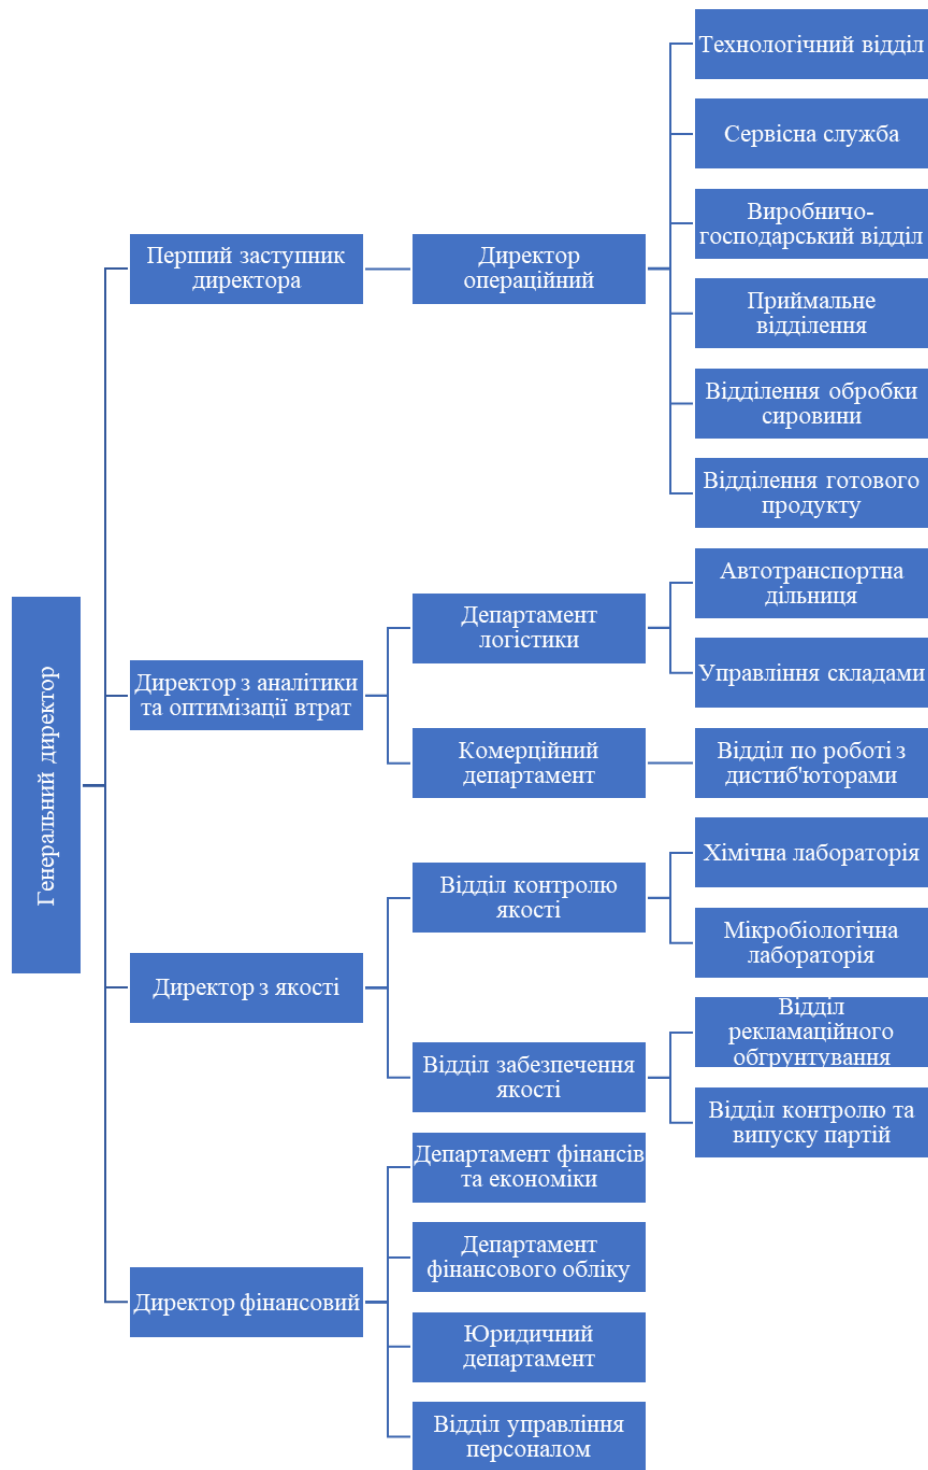 Генеральний директор
Перший заступник
директора
Директор
операційний
Технологічний відділ
Сервісна служба
Виробничо-
господарський відділ
Приймальне
відділення
Відділення обробки
сировини
Відділення готового
продукту
Директор з аналітики
та оптимізації втрат
Департамент
логістики
Автотранспортна
дільниця
Управління складами
Комерційний
департамент
Відділ по роботі з
дистиб'юторами
Директор з якості
Відділ контролю
якості
Хімічна лабораторія
Мікробіологічна
лабораторія
Відділ забезпечення
якості
Відділ
рекламаційного
обгрунтування
Відділ контролю та
випуску партій
Директор фінансовий
Департамент фінансів
та економіки
Департамент
фінансового обліку
Юридичний
департамент
Відділ управління
персоналом